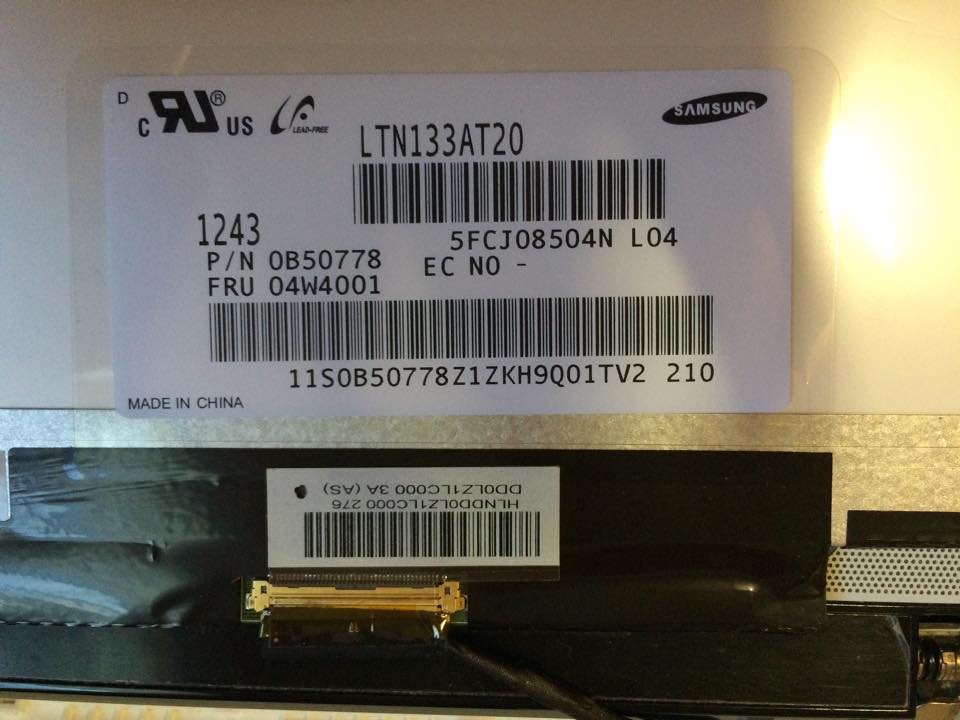 D
C RU® US
LEAD-FREE
SAMSUNG
LTN133AT20
1243
5FCJ08504N L04
P/N 0B50778
EC NO -
FRU 04W4001
11S0B50778Z1ZKH9Q01TV2 210
MADE IN CHINA
DD0LZ1LC000 3A (AS)
HLNDD0LZ1LC000 276